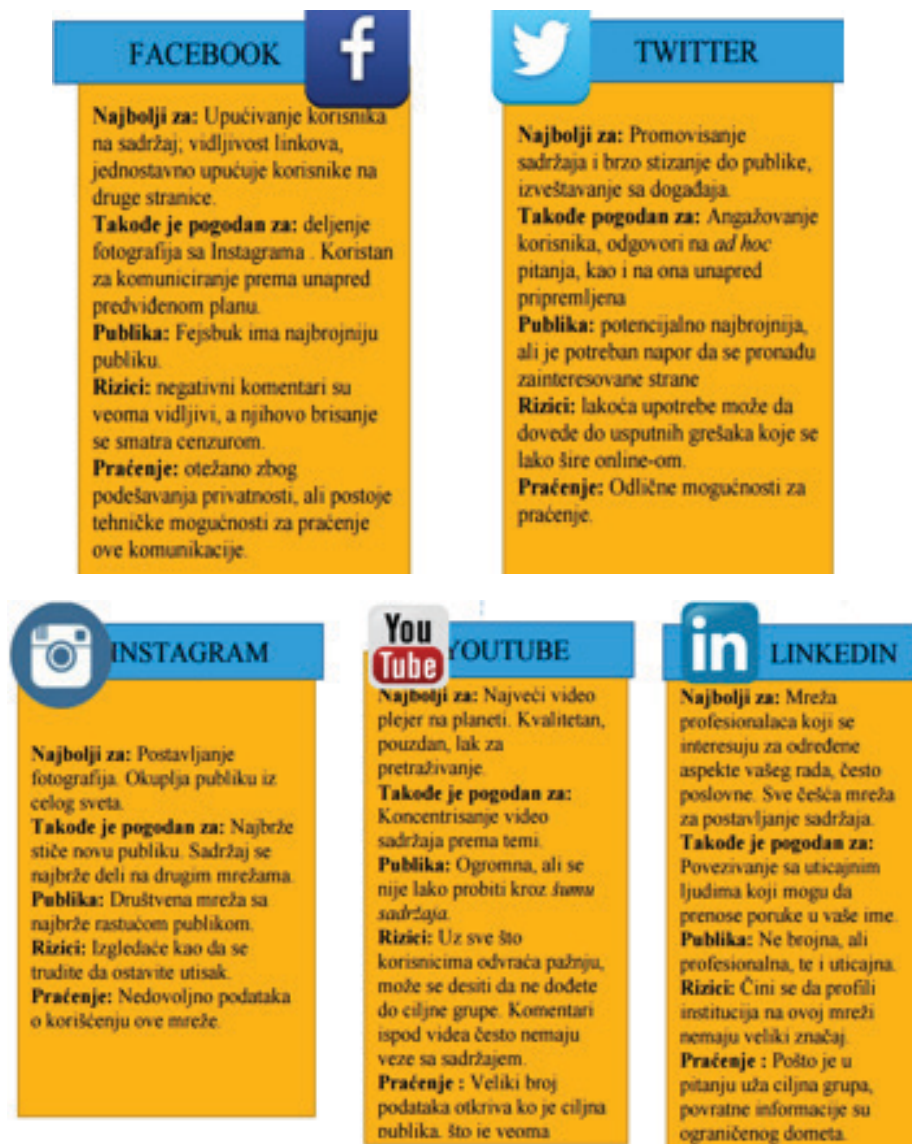 FACEBOOK
f
Najbolji za: Upućivanje korisnika
na sadržaj; vidljivost linkova,
jednostavno upućuje korisnike na
druge stranice.
Takođe je pogodan za: deljenje
fotografija sa Instagrama . Koristan
za komuniciranje prema unapred
predviđenom planu.
Publika: Fejsbuk ima najbrojniju
publiku.
Rizici: negativni komentari su
veoma vidljivi, a njihovo brisanje
se smatra cenzurom.
Praćenje: otežano zbog
podešavanja privatnosti, ali postoje
tehničke mogućnosti za praćenje
ove komunikacije.
TWITTER
Najbolji za: Promovisanje
sadržaja i brzo stizanje do publike,
izveštavanje sa događaja.
Takođe pogodan za: Angažovanje
korisnika, odgovori na ad hoc
pitanja, kao i na ona unapred
pripremljena
Publika: potencijalno najbrojnija,
ali je potreban napor da se pronađu
zainteresovane strane
Rizici: lakoća upotrebe može da
dovede do usputnih grešaka koje se
lako šire online-om.
Praćenje: Odlične mogućnosti za
praćenje.
INSTAGRAM
Najbolji za: Postavljanje
fotografija. Okuplja publiku iz
celog sveta.
Takođe je pogodan za: Najbrže
stiče novu publiku. Sadržaj se
najbrže deli na drugim mrežama.
Publika: Društvena mreža sa
najbrže rastućom publikom.
Rizici: Izgledaće kao da se
trudite da ostavite utisak.
Praćenje: Nedovoljno podataka
o korišćenju ove mreže.
You
Tube
YOUTUBE
Najbolji za: Najveći video
plejer na planeti. Kvalitetan,
pouzdan, lak za
pretraživanje.
Takođe je pogodan za:
Koncentrisanje video
sadržaja prema temi.
Publika: Ogromna, ali se
nije lako probiti kroz šumu
sadržaja.
Rizici: Uz sve što
korisnicima odvraća pažnju,
može se desiti da ne dođete
do ciljne grupe. Komentari
ispod videa često nemaju
veze sa sadržajem.
Praćenje : Veliki broj
podataka otkriva ko je ciljna
publika. što je veoma
in
LINKEDIN
Najbolji za: Mreža
profesionalaca koji se
interesuju za određene
aspekte vašeg rada, često
poslovne. Sve češća mreža
za postavljanje sadržaja.
Takođe je pogodan za:
Povezivanje sa uticajnim
ljudima koji mogu da
prenose poruke u vaše ime.
Publika: Ne brojna, ali
profesionalna, te i uticajna.
Rizici: Čini se da profili
institucija na ovoj mreži
nemaju veliki značaj.
Praćenje : Pošto je u
pitanju uža ciljna grupa,
povratne informacije su
ograničenog dometa.